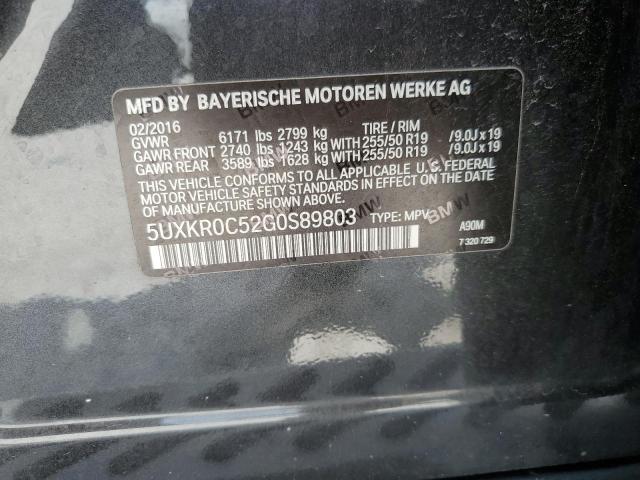 MFD BY BAYERISCHE MOTOREN WERKE AG
02/2016 TIRE / RIM
GVWR 6171 lbs 2799 kg
GAWR FRONT 2740 lbs 1243 kg 255/50 R19 /9.0J x 19
GAWR REAR 3589 lbs 1628 kg 255/50 R19 /9.0J x 19
THIS VEHICLE CONFORMS TO ALL APPLICABLE U.S. FEDERAL
MOTOR VEHICLE SAFETY STANDARDS IN EFFECT ON THE DATE
OF MANUFACTURE SHOWN ABOVE.
5UXKR0C52G0S89803 TYPE: MPV A90M
7 320 729